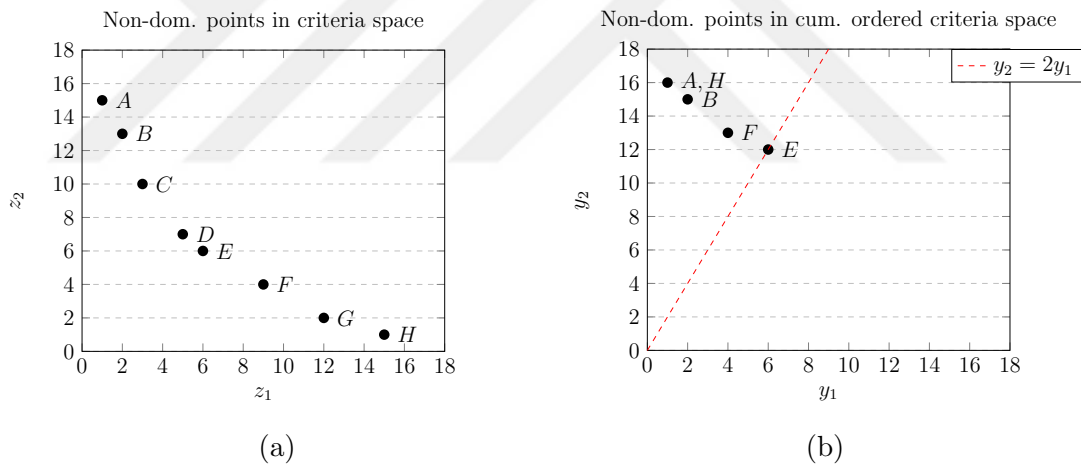 Non-dom. points in criteria space
18
16
14
12
10
8
6
4
2
0
z₂
A
B
C
D
E
F
G
H
0 2 4 6 8 10 12 14 16 18
z₁
(a)
Non-dom. points in cum. ordered criteria space
y₂ = 2y₁
18
16
14
12
10
8
6
4
2
0
y₂
A, H
B
F
E
0 2 4 6 8 10 12 14 16 18
y₁
(b)